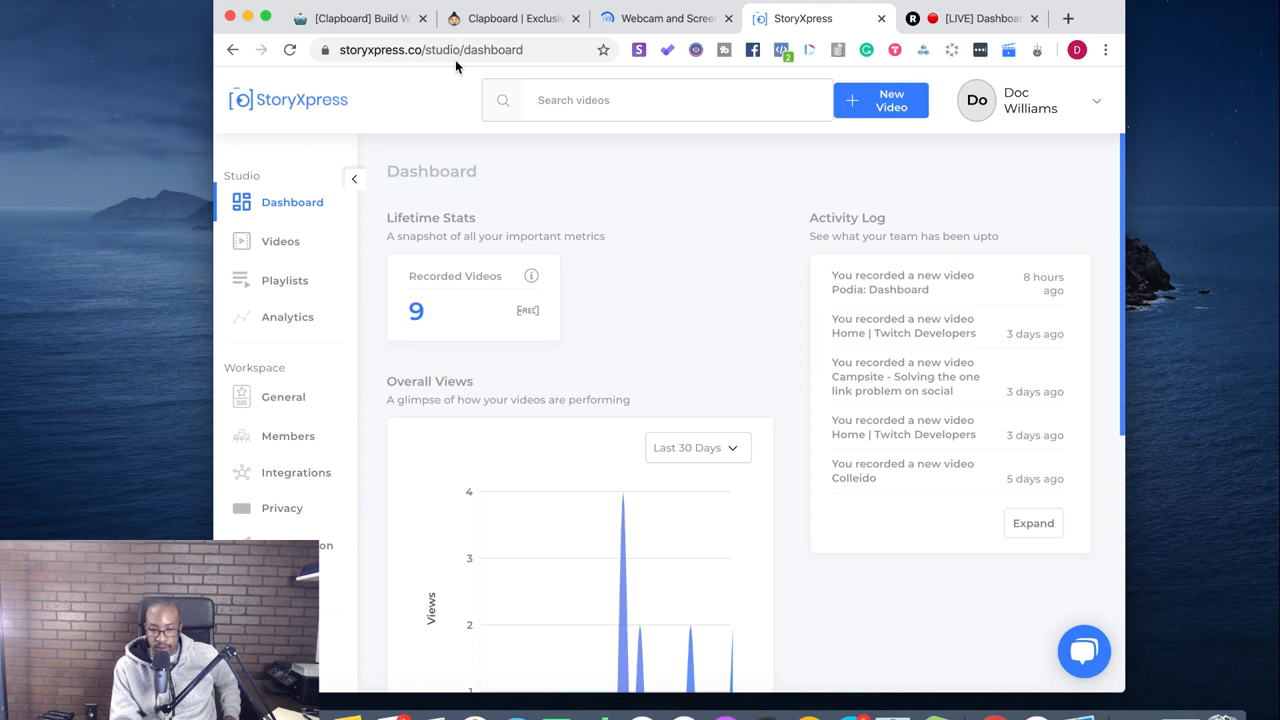 [Clapboard] Build W
Clapboard | Exclusiv
Webcam and Scree
StoryXpress
[LIVE] Dashboa
storyxpress.co/studio/dashboard
2
D
StoryXpress
Search videos
New Video
Do
Doc Williams
Studio
Dashboard
Videos
Playlists
Analytics
Workspace
General
Members
Integrations
Privacy
on
Dashboard
Lifetime Stats
A snapshot of all your important metrics
Recorded Videos
9
REC
Overall Views
A glimpse of how your videos are performing
Last 30 Days
4
3
2
1
Views
Activity Log
See what your team has been upto
You recorded a new video
Podia: Dashboard
8 hours
ago
You recorded a new video
Home | Twitch Developers
3 days ago
You recorded a new video
Campsite - Solving the one
link problem on social
3 days ago
You recorded a new video
Home | Twitch Developers
3 days ago
You recorded a new video
Colleido
5 days ago
Expand